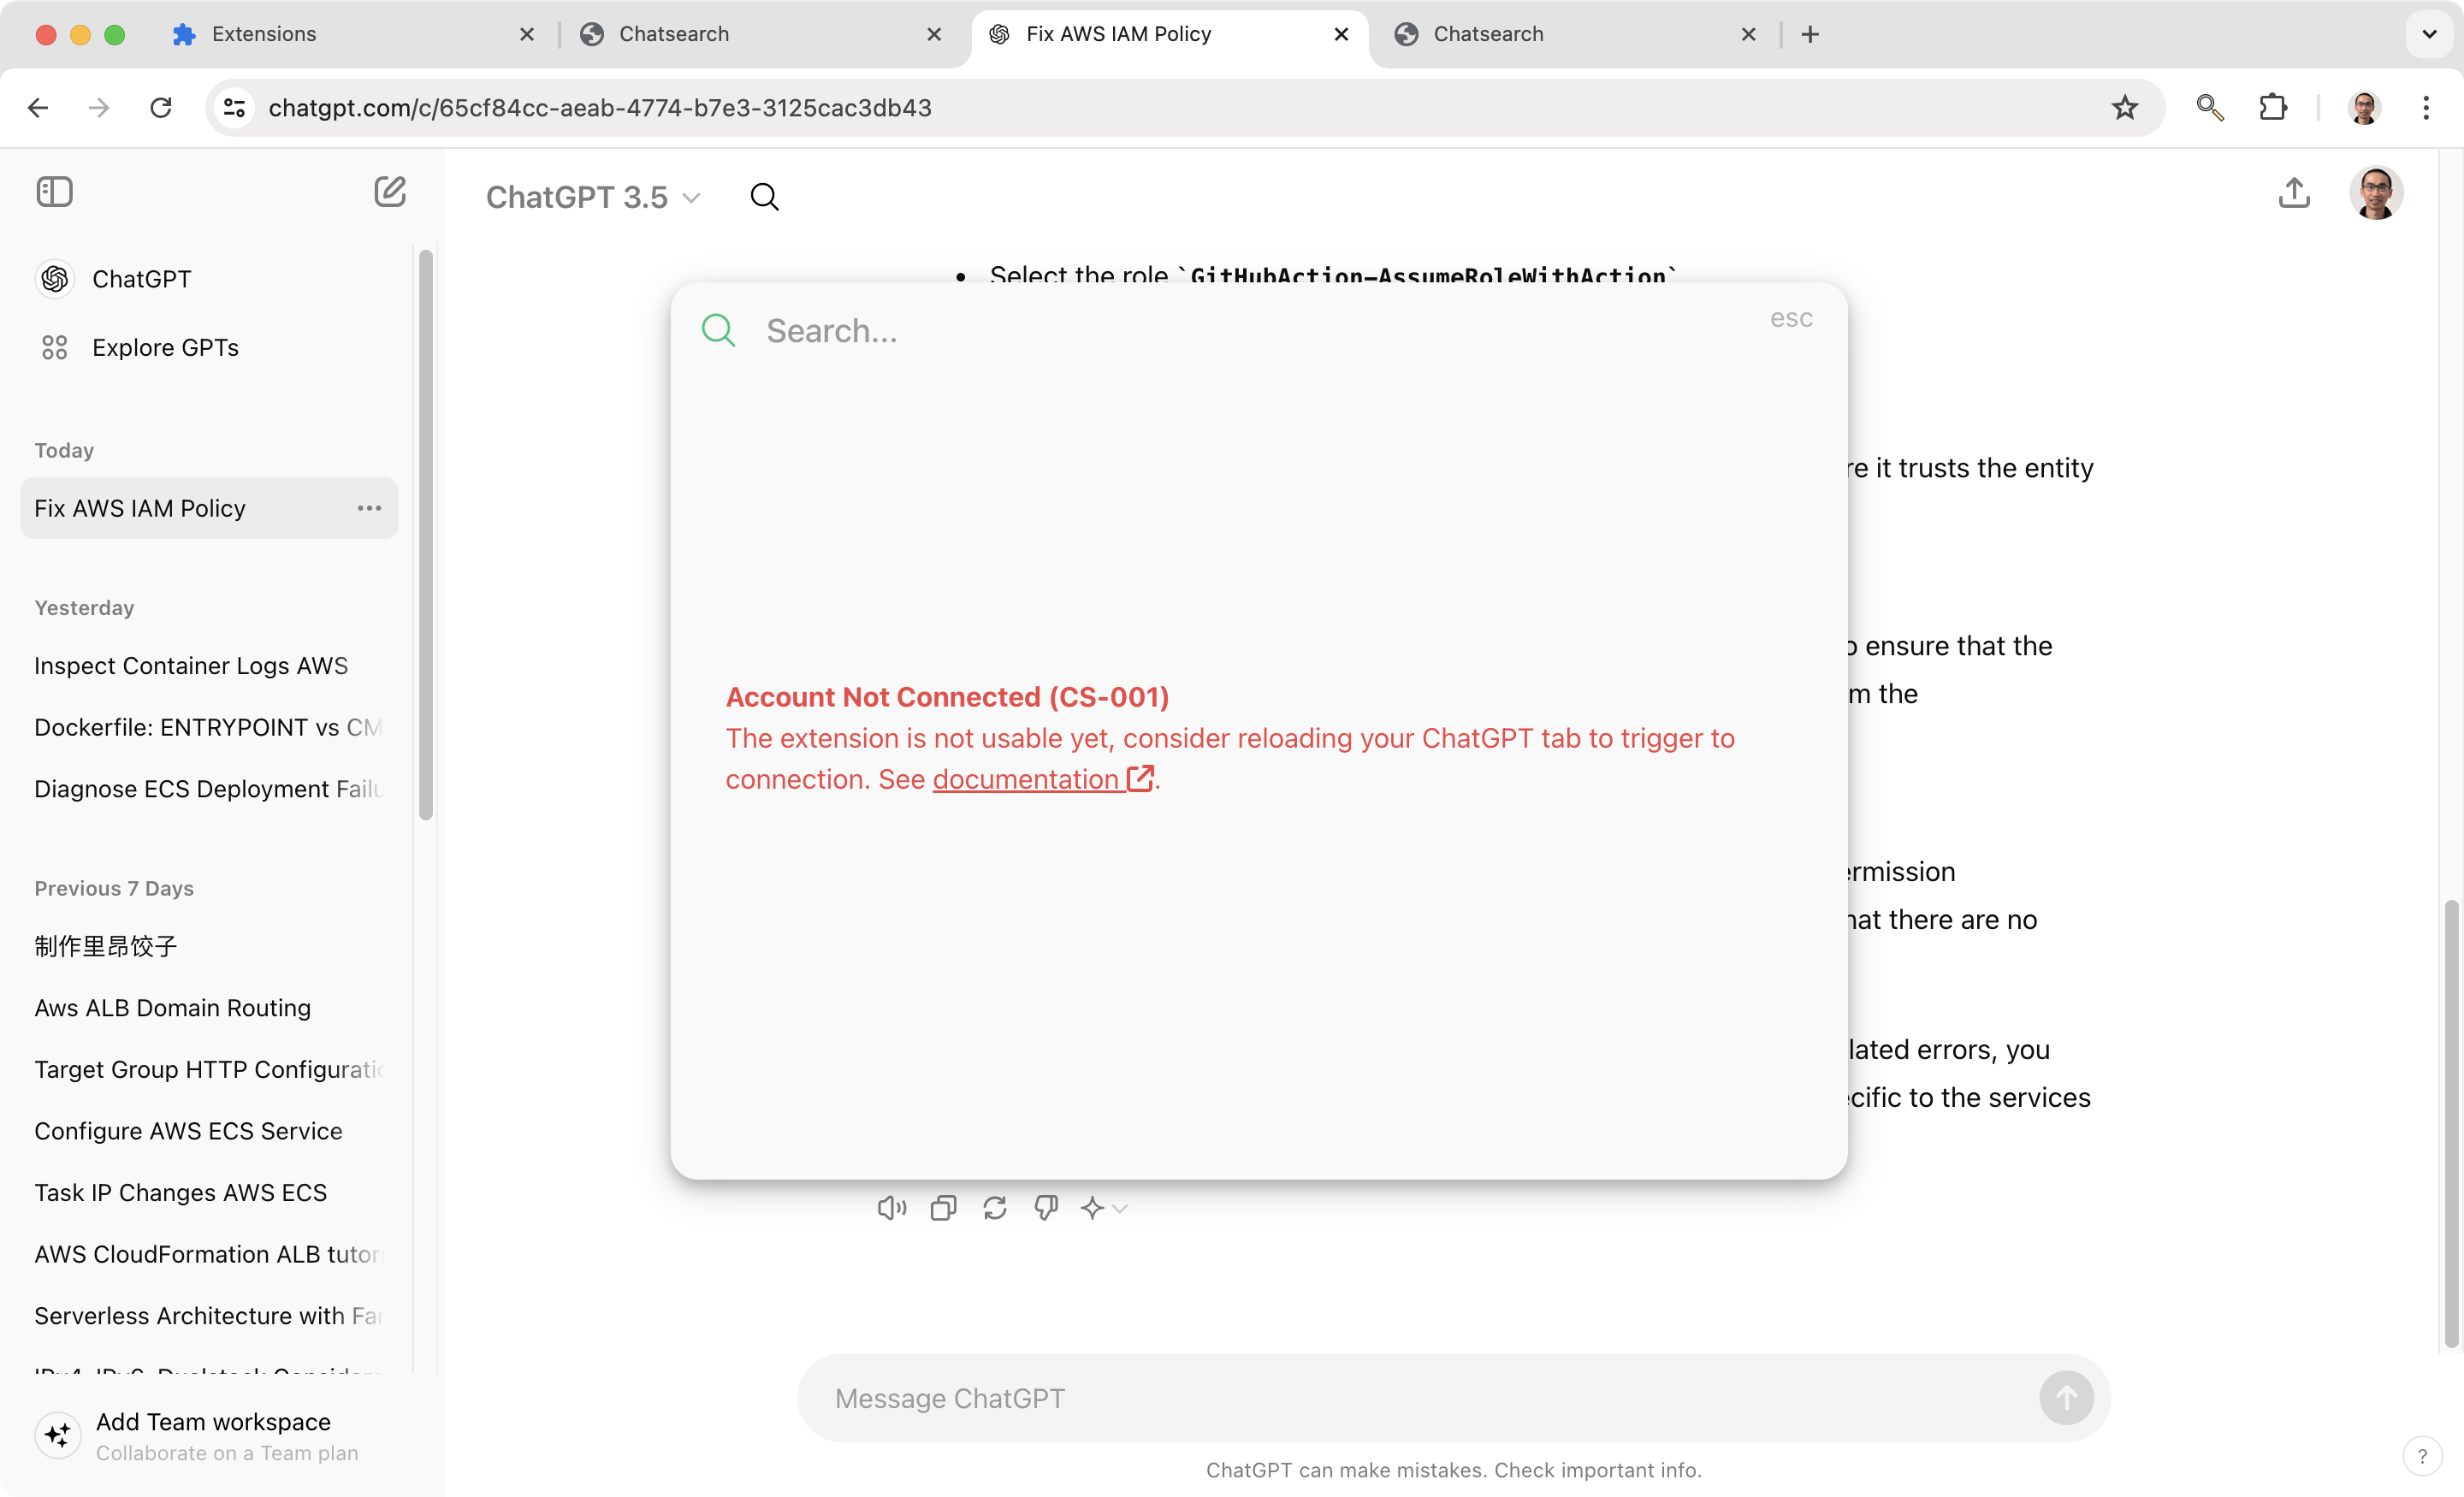 Extensions
Chatsearch
Fix AWS IAM Policy
Chatsearch
chatgpt.com/c/65cf84cc-aeab-4774-b7e3-3125cac3db43
ChatGPT 3.5
ChatGPT
Explore GPTs
Today
Fix AWS IAM Policy
Yesterday
Inspect Container Logs AWS
Dockerfile: ENTRYPOINT vs CM
Diagnose ECS Deployment Failu
Previous 7 Days
制作里昂饺子
Aws ALB Domain Routing
Target Group HTTP Configuratio
Configure AWS ECS Service
Task IP Changes AWS ECS
AWS CloudFormation ALB tutori
Serverless Architecture with Far
Add Team workspace
Collaborate on a Team plan
Select the role `GitHubAction-AssumeRoleWithAction`
Search...
esc
Account Not Connected (CS-001)
The extension is not usable yet, consider reloading your ChatGPT tab to trigger to
connection. See documentation.
re it trusts the entity
ensure that the
m the
ermission
hat there are no
lated errors, you
ecific to the services
Message ChatGPT
ChatGPT can make mistakes. Check important info.
?